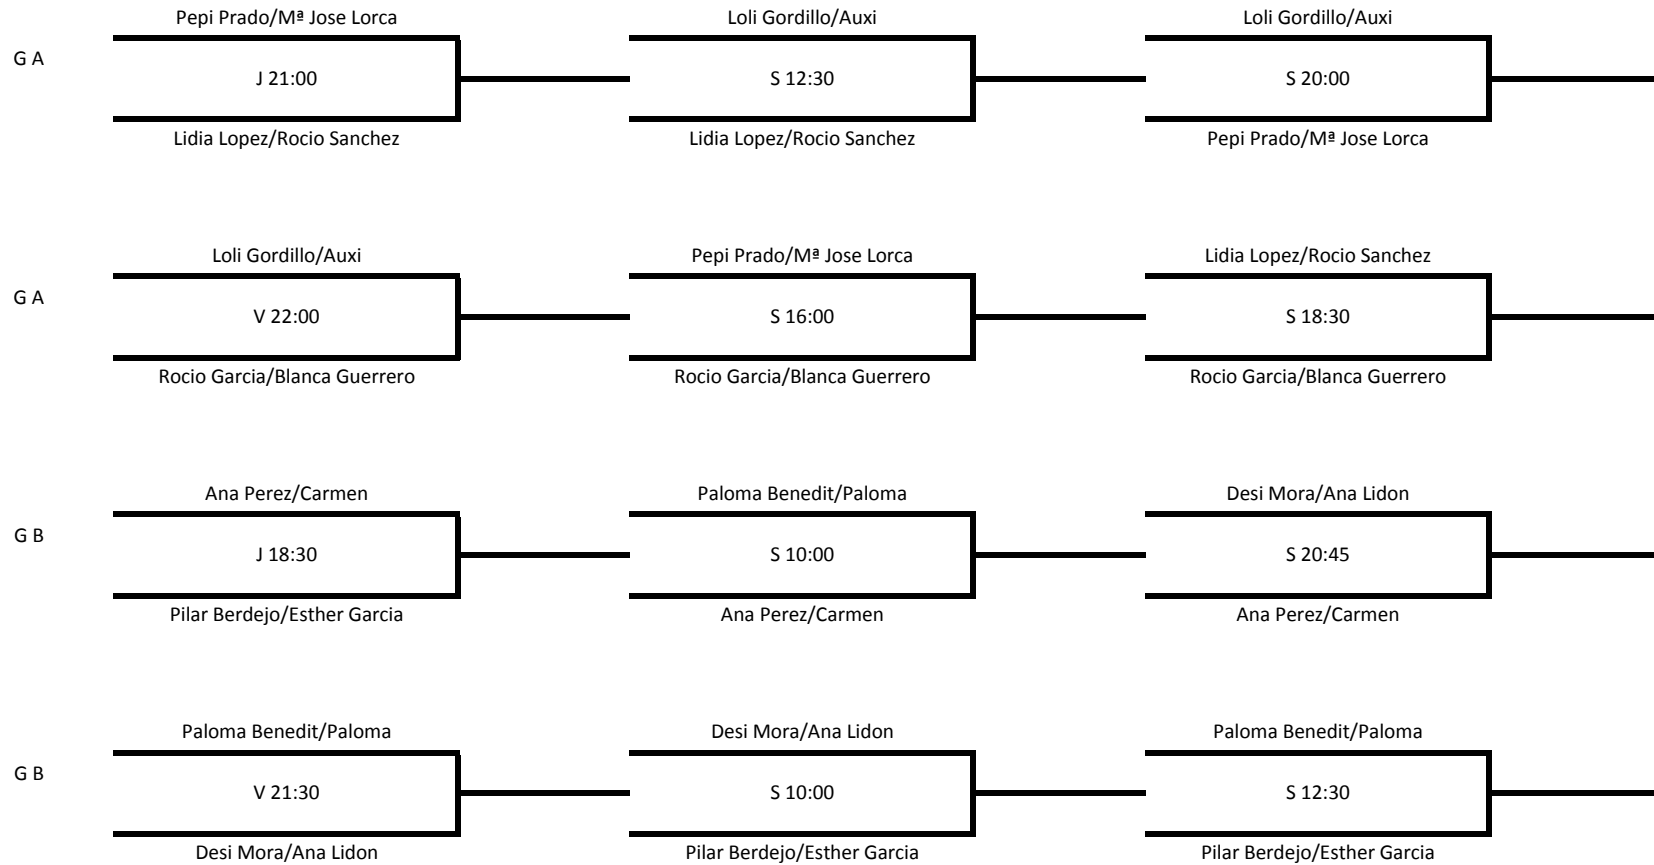 Pepi Prado/Mª Jose Lorca Loli Gordillo/Auxi Loli Gordillo/Auxi
G A
J 21:00 S 12:30 S 20:00
Lidia Lopez/Rocio Sanchez Lidia Lopez/Rocio Sanchez Pepi Prado/Mª Jose Lorca
Loli Gordillo/Auxi Pepi Prado/Mª Jose Lorca Lidia Lopez/Rocio Sanchez
G A
V 22:00 S 16:00 S 18:30
Rocio Garcia/Blanca Guerrero Rocio Garcia/Blanca Guerrero Rocio Garcia/Blanca Guerrero
Ana Perez/Carmen Paloma Benedit/Paloma Desi Mora/Ana Lidon
G B
J 18:30 S 10:00 S 20:45
Pilar Berdejo/Esther Garcia Ana Perez/Carmen Ana Perez/Carmen
Paloma Benedit/Paloma Desi Mora/Ana Lidon Paloma Benedit/Paloma
G B
V 21:30 S 10:00 S 12:30
Desi Mora/Ana Lidon Pilar Berdejo/Esther Garcia Pilar Berdejo/Esther Garcia